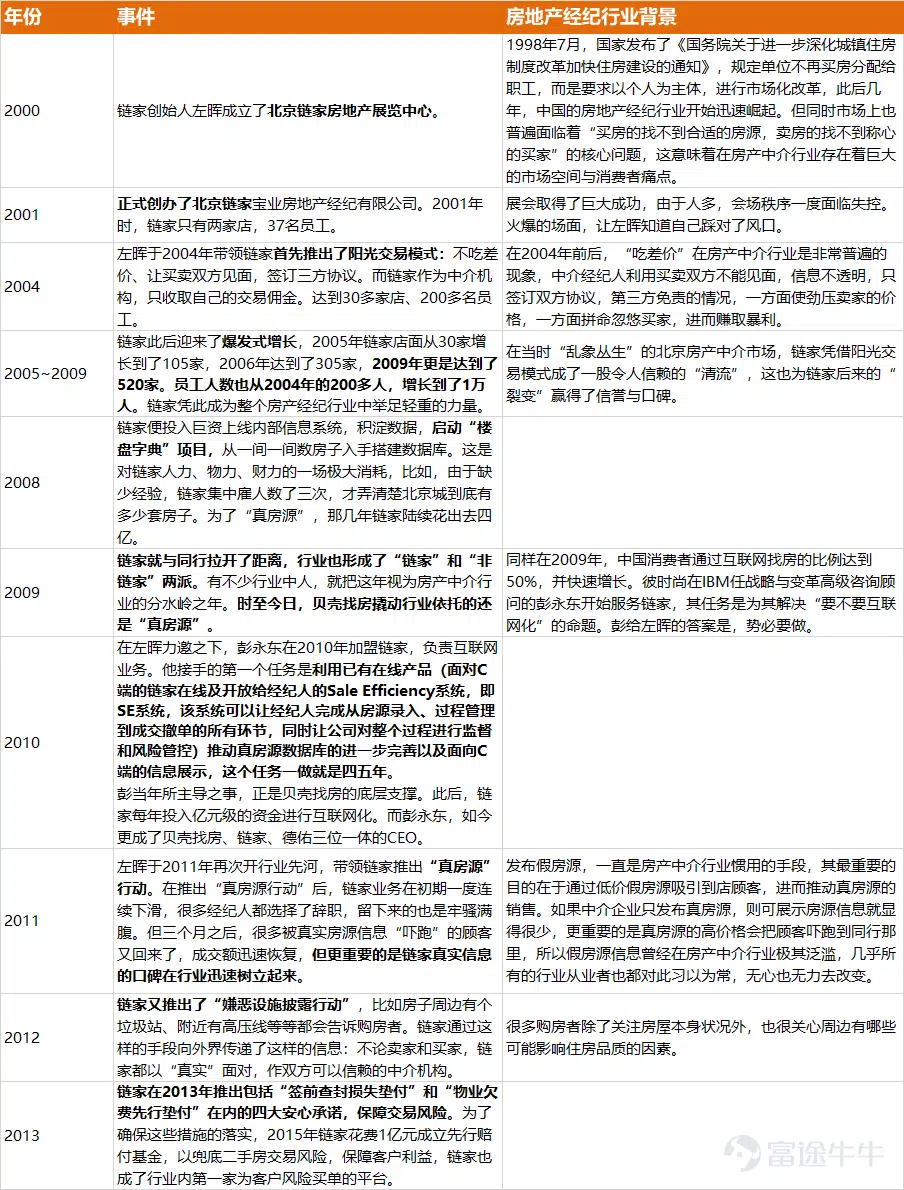 年份
事件
房地产经纪行业背景
2000
链家创始人左晖成立了北京链家房地产展览中心。
1998年7月，国家发布了《国务院关于进一步深化城镇住房
制度改革加快住房建设的通知》，规定单位不再买房分配给
职工，而是要求以个人为主体，进行市场化改革，此后几
年，中国的房地产经纪行业开始迅速崛起。但同时市场上也
普遍面临着“买房的找不到合适的房源，卖房的找不到称心
的买家”的核心问题，这意味着在房产中介行业存在着巨大
的市场空间与消费者痛点。
2001
正式创办了北京链家宝业房地产经纪有限公司。2001年
时，链家只有两家店，37名员工。
展会取得了巨大成功，由于人多，会场秩序一度面临失控。
火爆的场面，让左晖知道自己踩对了风口。
2004
左晖于2004年带领链家首先推出了阳光交易模式：不吃差
价、让买卖双方见面，签订三方协议。而链家作为中介机
构，只收取自己的交易佣金。达到30多家店、200多名员
工。
在2004年前后，“吃差价”在房产中介行业是非常普遍的
现象，中介经纪人利用买卖双方不能见面，信息不透明，只
签订双方协议，第三方免责的情况，一方面使劲压卖家的价
格，一方面拼命忽悠买家，进而赚取暴利。
2005~2009
链家此后迎来了爆发式增长，2005年链家店面从30家增
长到了105家，2006年达到了305家，2009年更是达到了
520家。员工人数也从2004年的200多人，增长到了1万
人。链家凭此成为整个房产经纪行业中举足轻重的力量。
在当时“乱象丛生”的北京房产中介市场，链家凭借阳光交
易模式成了一股令人信赖的“清流”，这也为链家后来的“
裂变”赢得了信誉与口碑。
2008
链家便投入巨资上线内部信息系统，积淀数据，启动“楼
盘字典”项目，从一间一间数房子入手搭建数据库。这是
对链家人力、物力、财力的一场极大消耗，比如，由于缺
少经验，链家集中雇人数了三次，才弄清楚北京城到底有
多少套房子。为了“真房源”，那几年链家陆续花出去四
亿。
2009
链家就与同行拉开了距离，行业也形成了“链家”和“非
链家”两派。有不少行业中人，就把这年视为房产中介行
业的分水岭之年。时至今日，贝壳找房撬动行业依托的还
是“真房源”。
同样在2009年，中国消费者通过互联网找房的比例达到
50%，并快速增长。彼时尚在IBM任战略与变革高级咨询顾
问的彭永东开始服务链家，其任务是为其解决“要不要互联
网化”的命题。彭给左晖的答案是，势必要做。
2010
在左晖力邀之下，彭永东在2010年加盟链家，负责互联网
业务。他接手的第一个任务是利用已有在线产品（面对C
端的链家在线及开放给经纪人的Sale Efficiency系统，即
SE系统，该系统可以让经纪人完成从房源录入、过程管理
到成交撤单的所有环节，同时让公司对整个过程进行监督
和风险管控）推动真房源数据库的进一步完善以及面向C
端的信息展示，这个任务一做就是四五年。
彭当年所主导之事，正是贝壳找房的底层支撑。此后，链
家每年投入亿元级的资金进行互联网化。而彭永东，如今
更成了贝壳找房、链家、德佑三位一体的CEO。
2011
左晖于2011年再次开行业先河，带领链家推出“真房源”
行动。在推出“真房源行动”后，链家业务在初期一度连
续下滑，很多经纪人都选择了辞职，留下来的也是牢骚满
腹。但三个月之后，很多被真实房源信息“吓跑”的顾客
又回来了，成交额迅速恢复，但更重要的是链家真实信息
的口碑在行业迅速树立起来。
发布假房源，一直是房产中介行业惯用的手段，其最重要的
目的在于通过低价假房源吸引到店顾客，进而推动真房源的
销售。如果中介企业只发布真房源，则可展示房源信息就显
得很少，更重要的是真房源的高价格会把顾客吓跑到同行那
里，所以假房源信息曾经在房产中介行业极其泛滥，几乎所
有的行业从业者也都对此习以为常，无心也无力去改变。
2012
链家又推出了“嫌恶设施披露行动”，比如房子周边有个
垃圾站、附近有高压线等等都会告诉购房者。链家通过这
样的手段向外界传递了这样的信息：不论卖家和买家，链
家都以“真实”面对，作双方可以信赖的中介机构。
很多购房者除了关注房屋本身状况外，也很关心周边有哪些
可能影响住房品质的因素。
2013
链家在2013年推出包括“签前查封损失垫付”和“物业欠
费先行垫付”在内的四大安心承诺，保障交易风险。为了
确保这些措施的落实，2015年链家花费1亿元成立先行赔
付基金，以兜底二手房交易风险，保障客户利益，链家也
成了行业内第一家为客户风险买单的平台。
富途牛牛